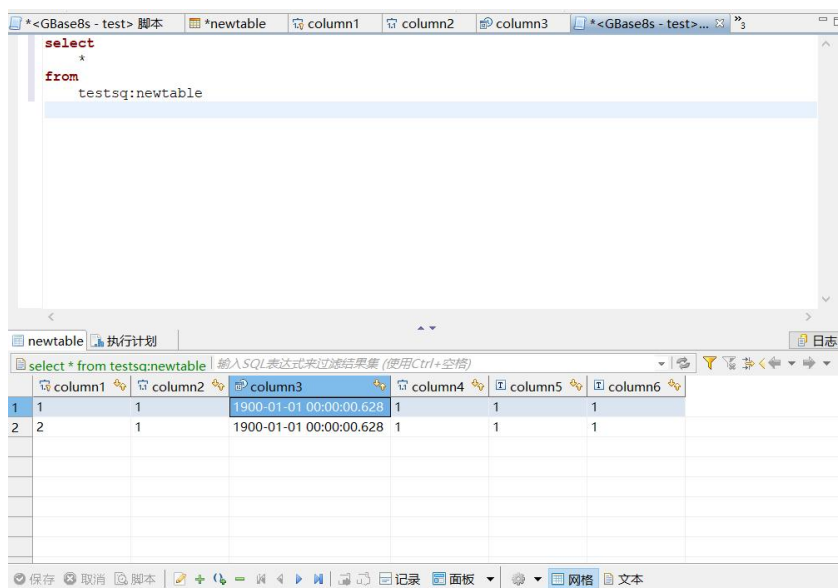 *<GBase8s - test> 脚本 *newtable column1 column2 column3 *<GBase8s - test>... »3
select
*
from
testsq:newtable
newtable 执行计划 日志
select * from testsq:newtable 输入SQL表达式来过滤结果集 (使用Ctrl+空格)
column1 column2 column3 column4 column5 column6
1 1 1 1900-01-01 00:00:00.628 1 1 1
2 2 1 1900-01-01 00:00:00.628 1 1 1
保存 取消 脚本 记录 面板 网格 文本